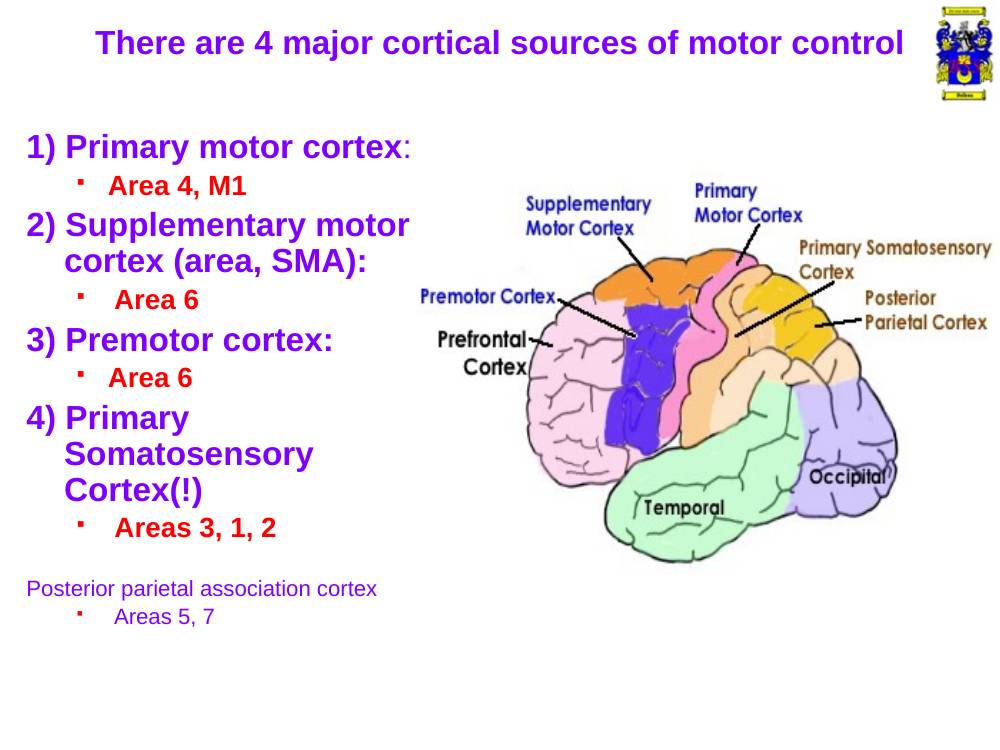 There are 4 major cortical sources of motor control
1) Primary motor cortex:
▪ Area 4, M1
2) Supplementary motor
cortex (area, SMA):
▪ Area 6
3) Premotor cortex:
▪ Area 6
4) Primary
Somatosensory
Cortex(!)
▪ Areas 3, 1, 2
Posterior parietal association cortex
▪ Areas 5, 7
Supplementary
Motor Cortex
Primary
Motor Cortex
Primary Somatosensory
Cortex
Premotor Cortex
Posterior
Parietal Cortex
Prefrontal
Cortex
Occipital
Temporal